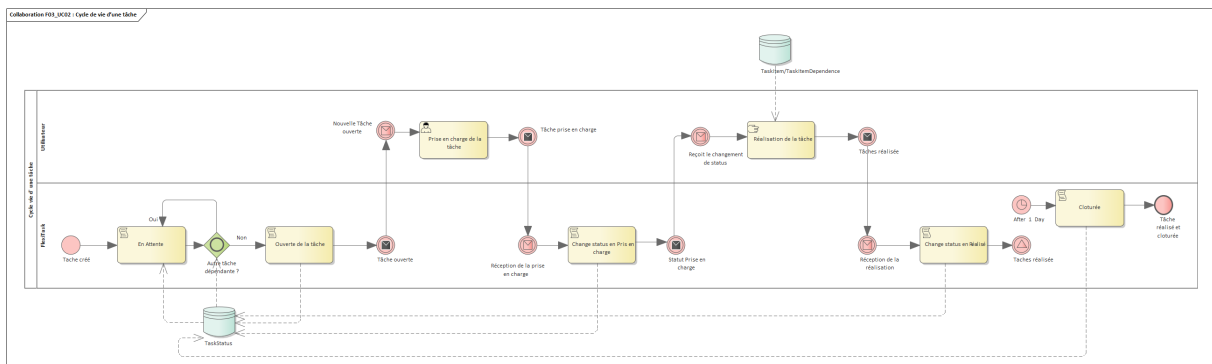 Collaboration F03_UC02 : Cycle de vie d'une tâche
TaskItem/TaskItemDependence
Cycle vie d' une tâche
Utilisateur
Nouvelle Tâche
ouverte
Prise en charge de la
tâche
Tâche prise en charge
Reçoit le changement
de status
Réalisation de la tâche
Tâches réalisée
FlexiTask
Tache créé
En Attente
Oui
Autre tâche
dépendante ?
Non
Ouverte de la tâche
Tâche ouverte
Réception de la prise
en charge
Change status en Pris en
charge
Statut Prise en
charge
Réception de la
réalisation
Change status en Réalisé
Taches réalisée
After 1 Day
Cloturée
Tâche
réalisé et
cloturée
TaskStatus